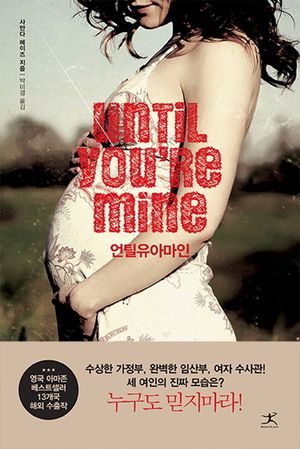 사만다 헤이즈 지음
박미경 옮김
UNTIL
YOU'RE
MINE
언틸유아마인
★★★
영국 아마존
베스트셀러
13개국
해외 수출작
수상한 가정부, 완벽한 임산부, 여자 수사관!
세 여인의 진짜 모습은?
누구도 믿지마라!